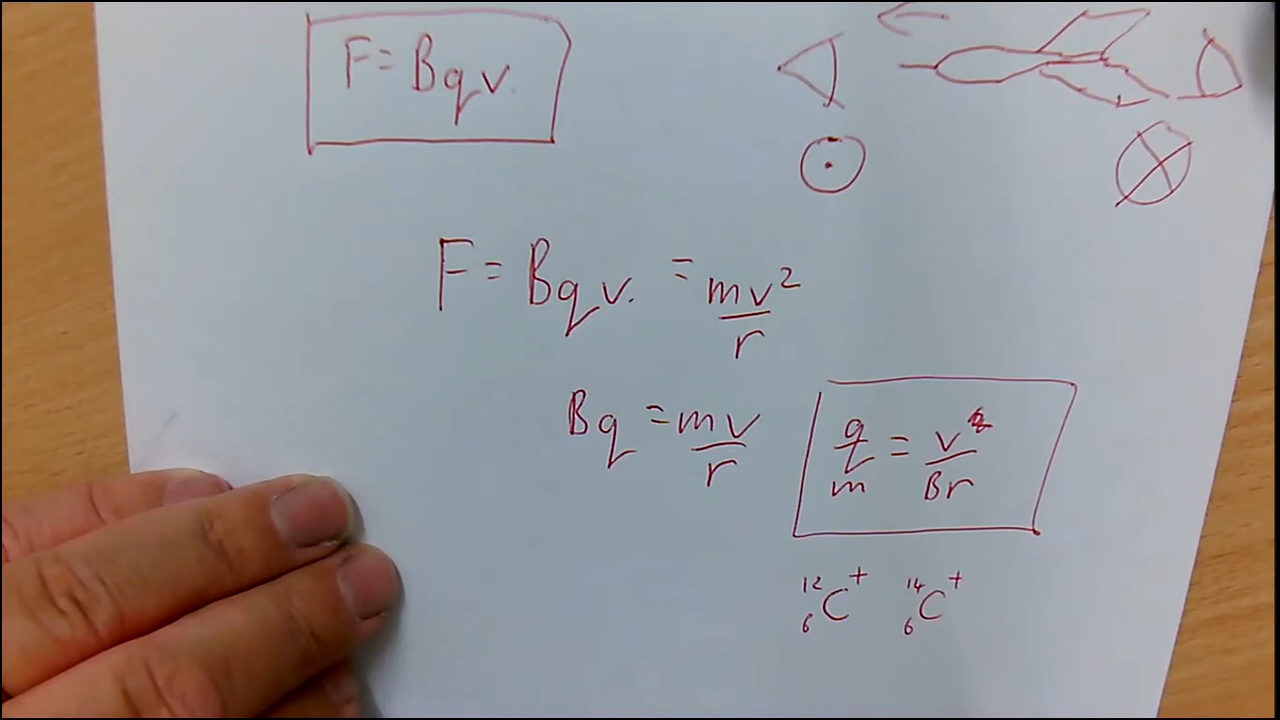 F = Bqv.
F = Bqv. = mv²/r
Bq = mv/r
q/m = v/Br
¹²₆C⁺ ¹⁴₆C⁺